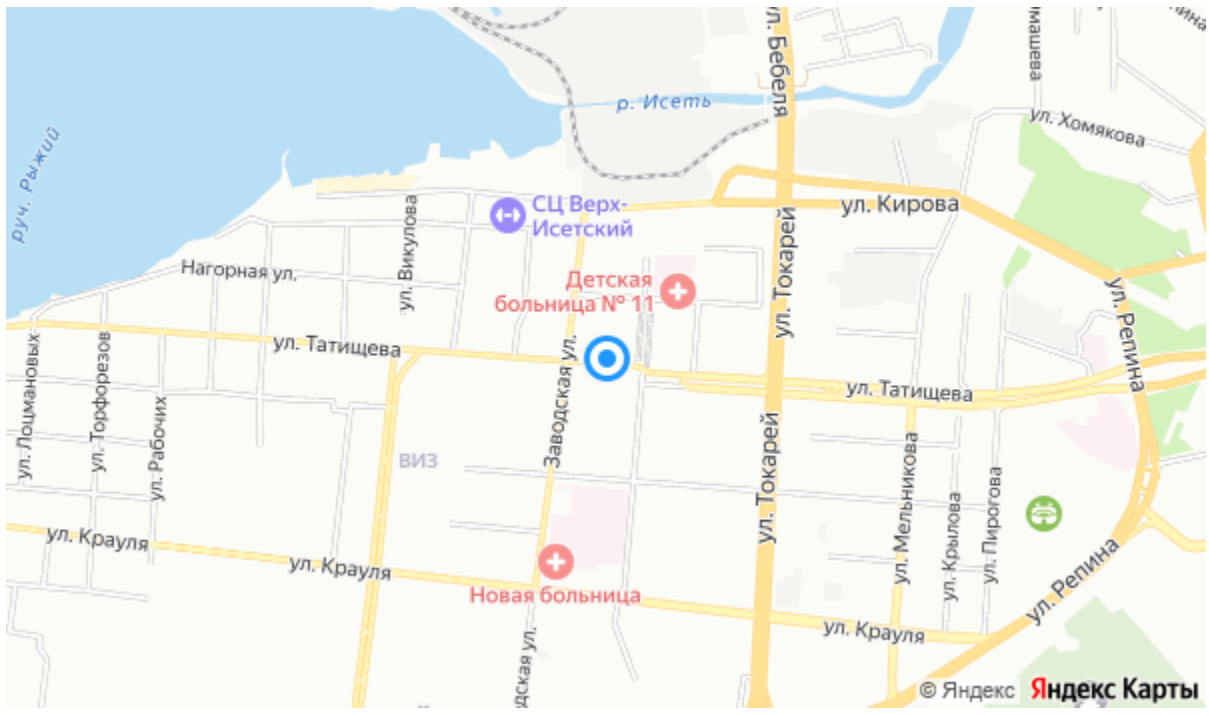 ул. Бебеля
р. Исеть
ул. Хомякова
руч. Рыжий
СЦ Верх-
Исетский
ул. Кирова
ул. Викулова
Нагорная ул.
Детская
больница № 11
ул. Токарей
ул. Репина
ул. Татищева
Заводская ул.
ул. Татищева
ул. Лоцмановых
ул. Торфорезов
ул. Рабочих
ВИЗ
ул. Токарей
ул. Мельникова
ул. Крылова
ул. Пирогова
ул. Крауля
ул. Крауля
Новая больница
ул. Репина
ул. Крауля
© Яндекс Яндекс Карты